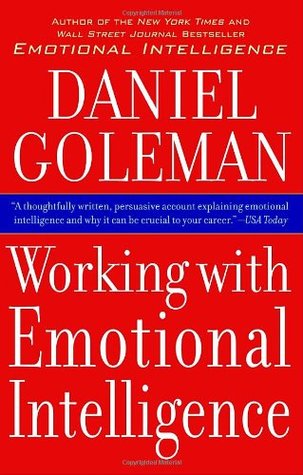 AUTHOR OF THE NEW YORK TIMES AND
WALL STREET JOURNAL BESTSELLER
EMOTIONAL INTELLIGENCE
DANIEL
GOLEMAN
“A thoughtfully written, persuasive account explaining emotional
intelligence and why it can be crucial to your career.”—USA Today
Working with
Emotional
Intelligence